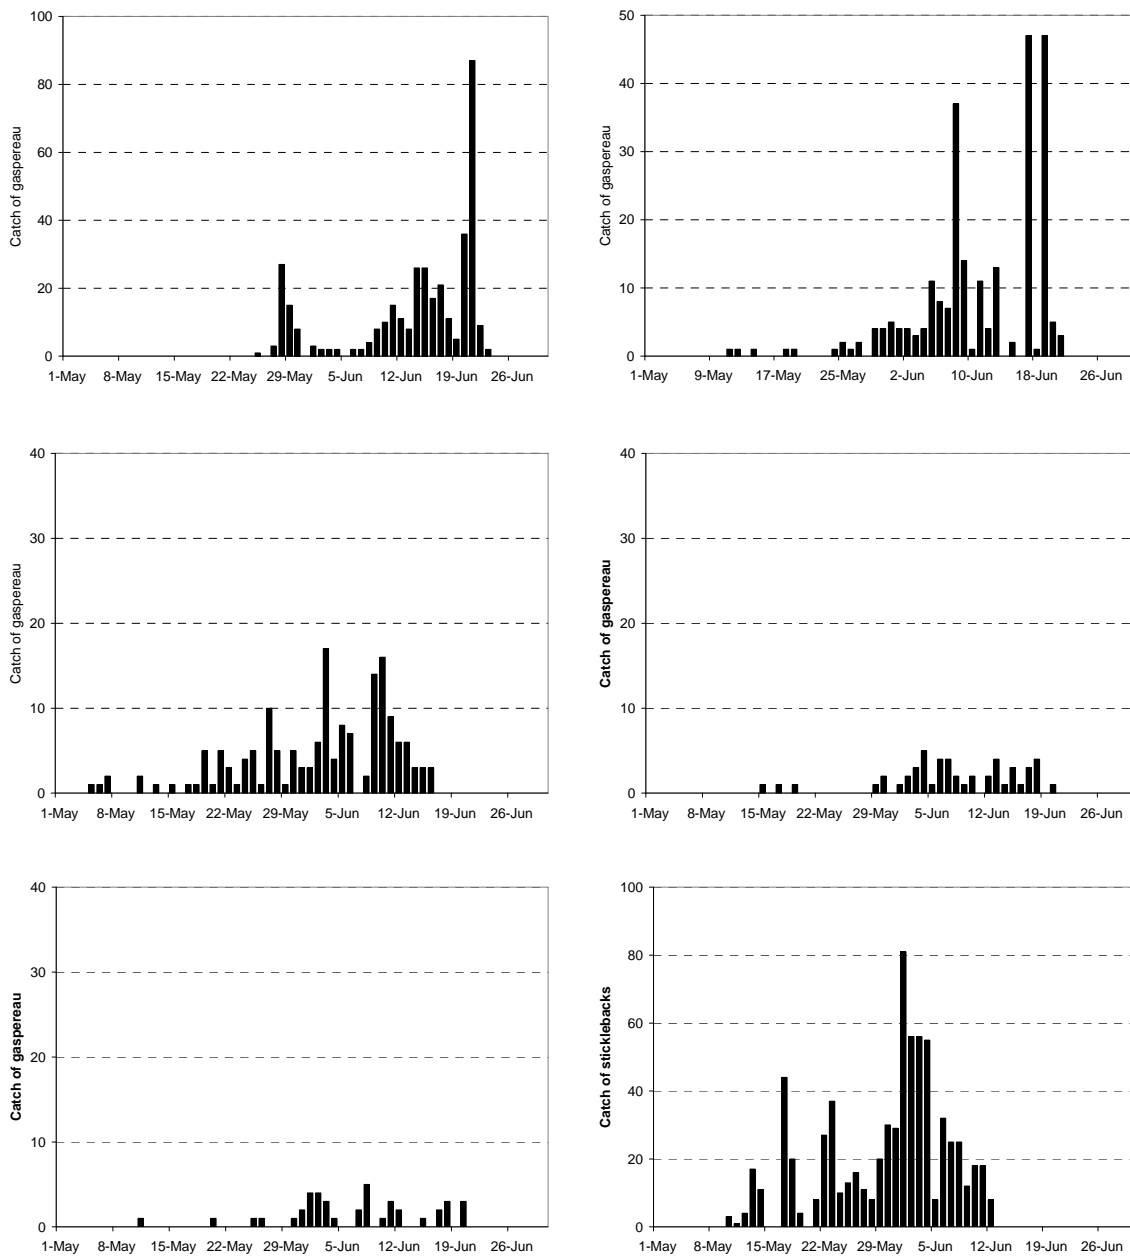 100
80
60
40
20
0
Catch of gaspereau
1-May 8-May 15-May 22-May 29-May 5-Jun 12-Jun 19-Jun 26-Jun
50
40
30
20
10
0
Catch of gaspereau
1-May 9-May 17-May 25-May 2-Jun 10-Jun 18-Jun 26-Jun
40
30
20
10
0
Catch of gaspereau
1-May 8-May 15-May 22-May 29-May 5-Jun 12-Jun 19-Jun 26-Jun
40
30
20
10
0
Catch of gaspereau
1-May 8-May 15-May 22-May 29-May 5-Jun 12-Jun 19-Jun 26-Jun
40
30
20
10
0
Catch of gaspereau
1-May 8-May 15-May 22-May 29-May 5-Jun 12-Jun 19-Jun 26-Jun
100
80
60
40
20
0
Catch of sticklebacks
1-May 8-May 15-May 22-May 29-May 5-Jun 12-Jun 19-Jun 26-Jun